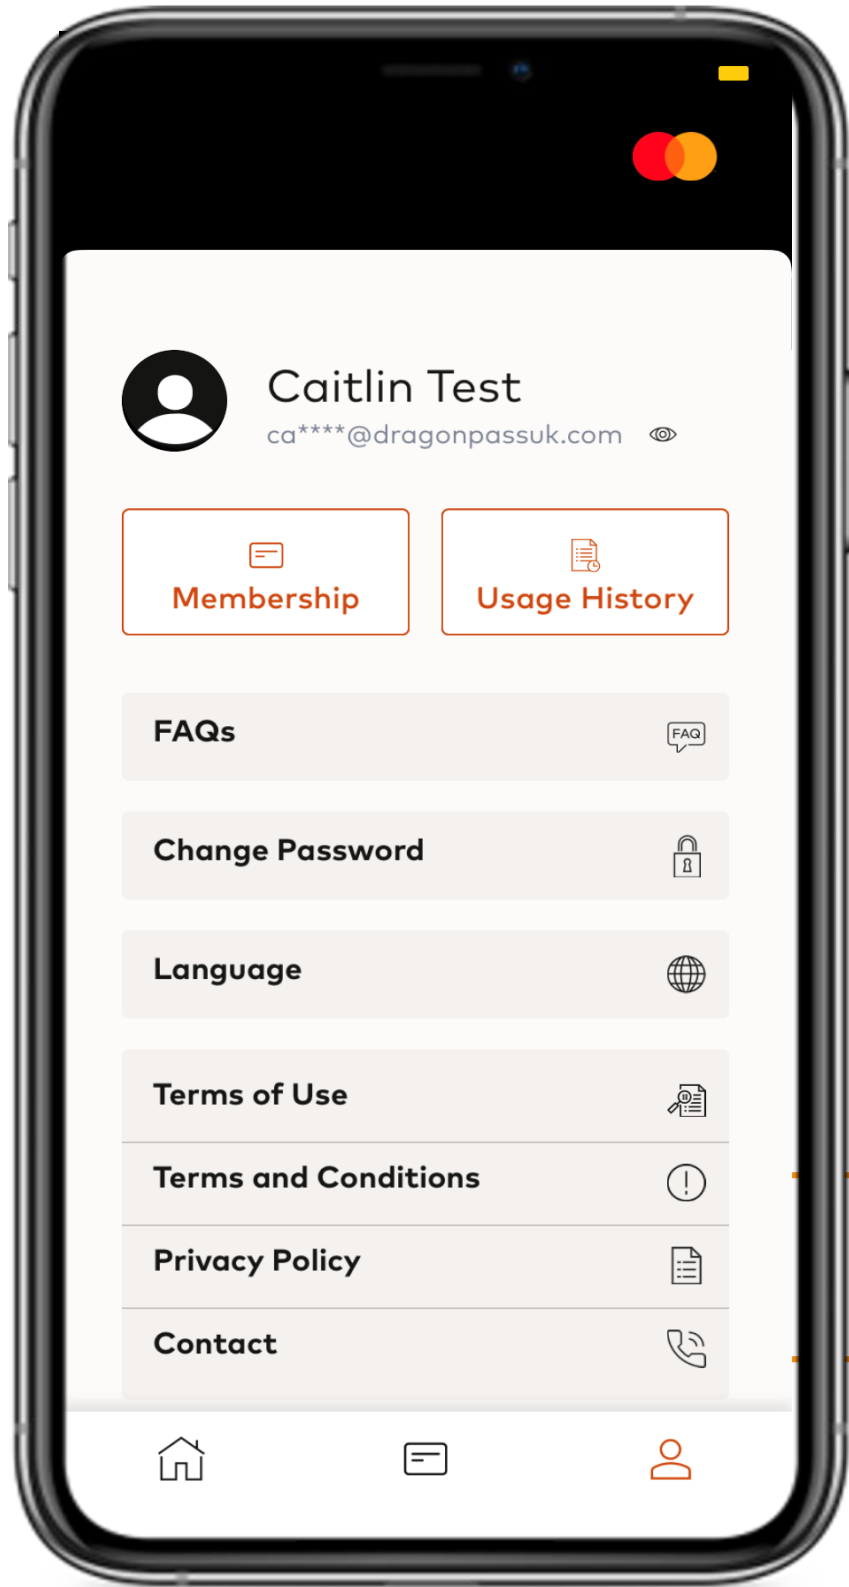 Caitlin Test
ca****@dragonpassuk.com
Membership
Usage History
FAQs
FAQ
Change Password
Language
Terms of Use
Terms and Conditions
Privacy Policy
Contact